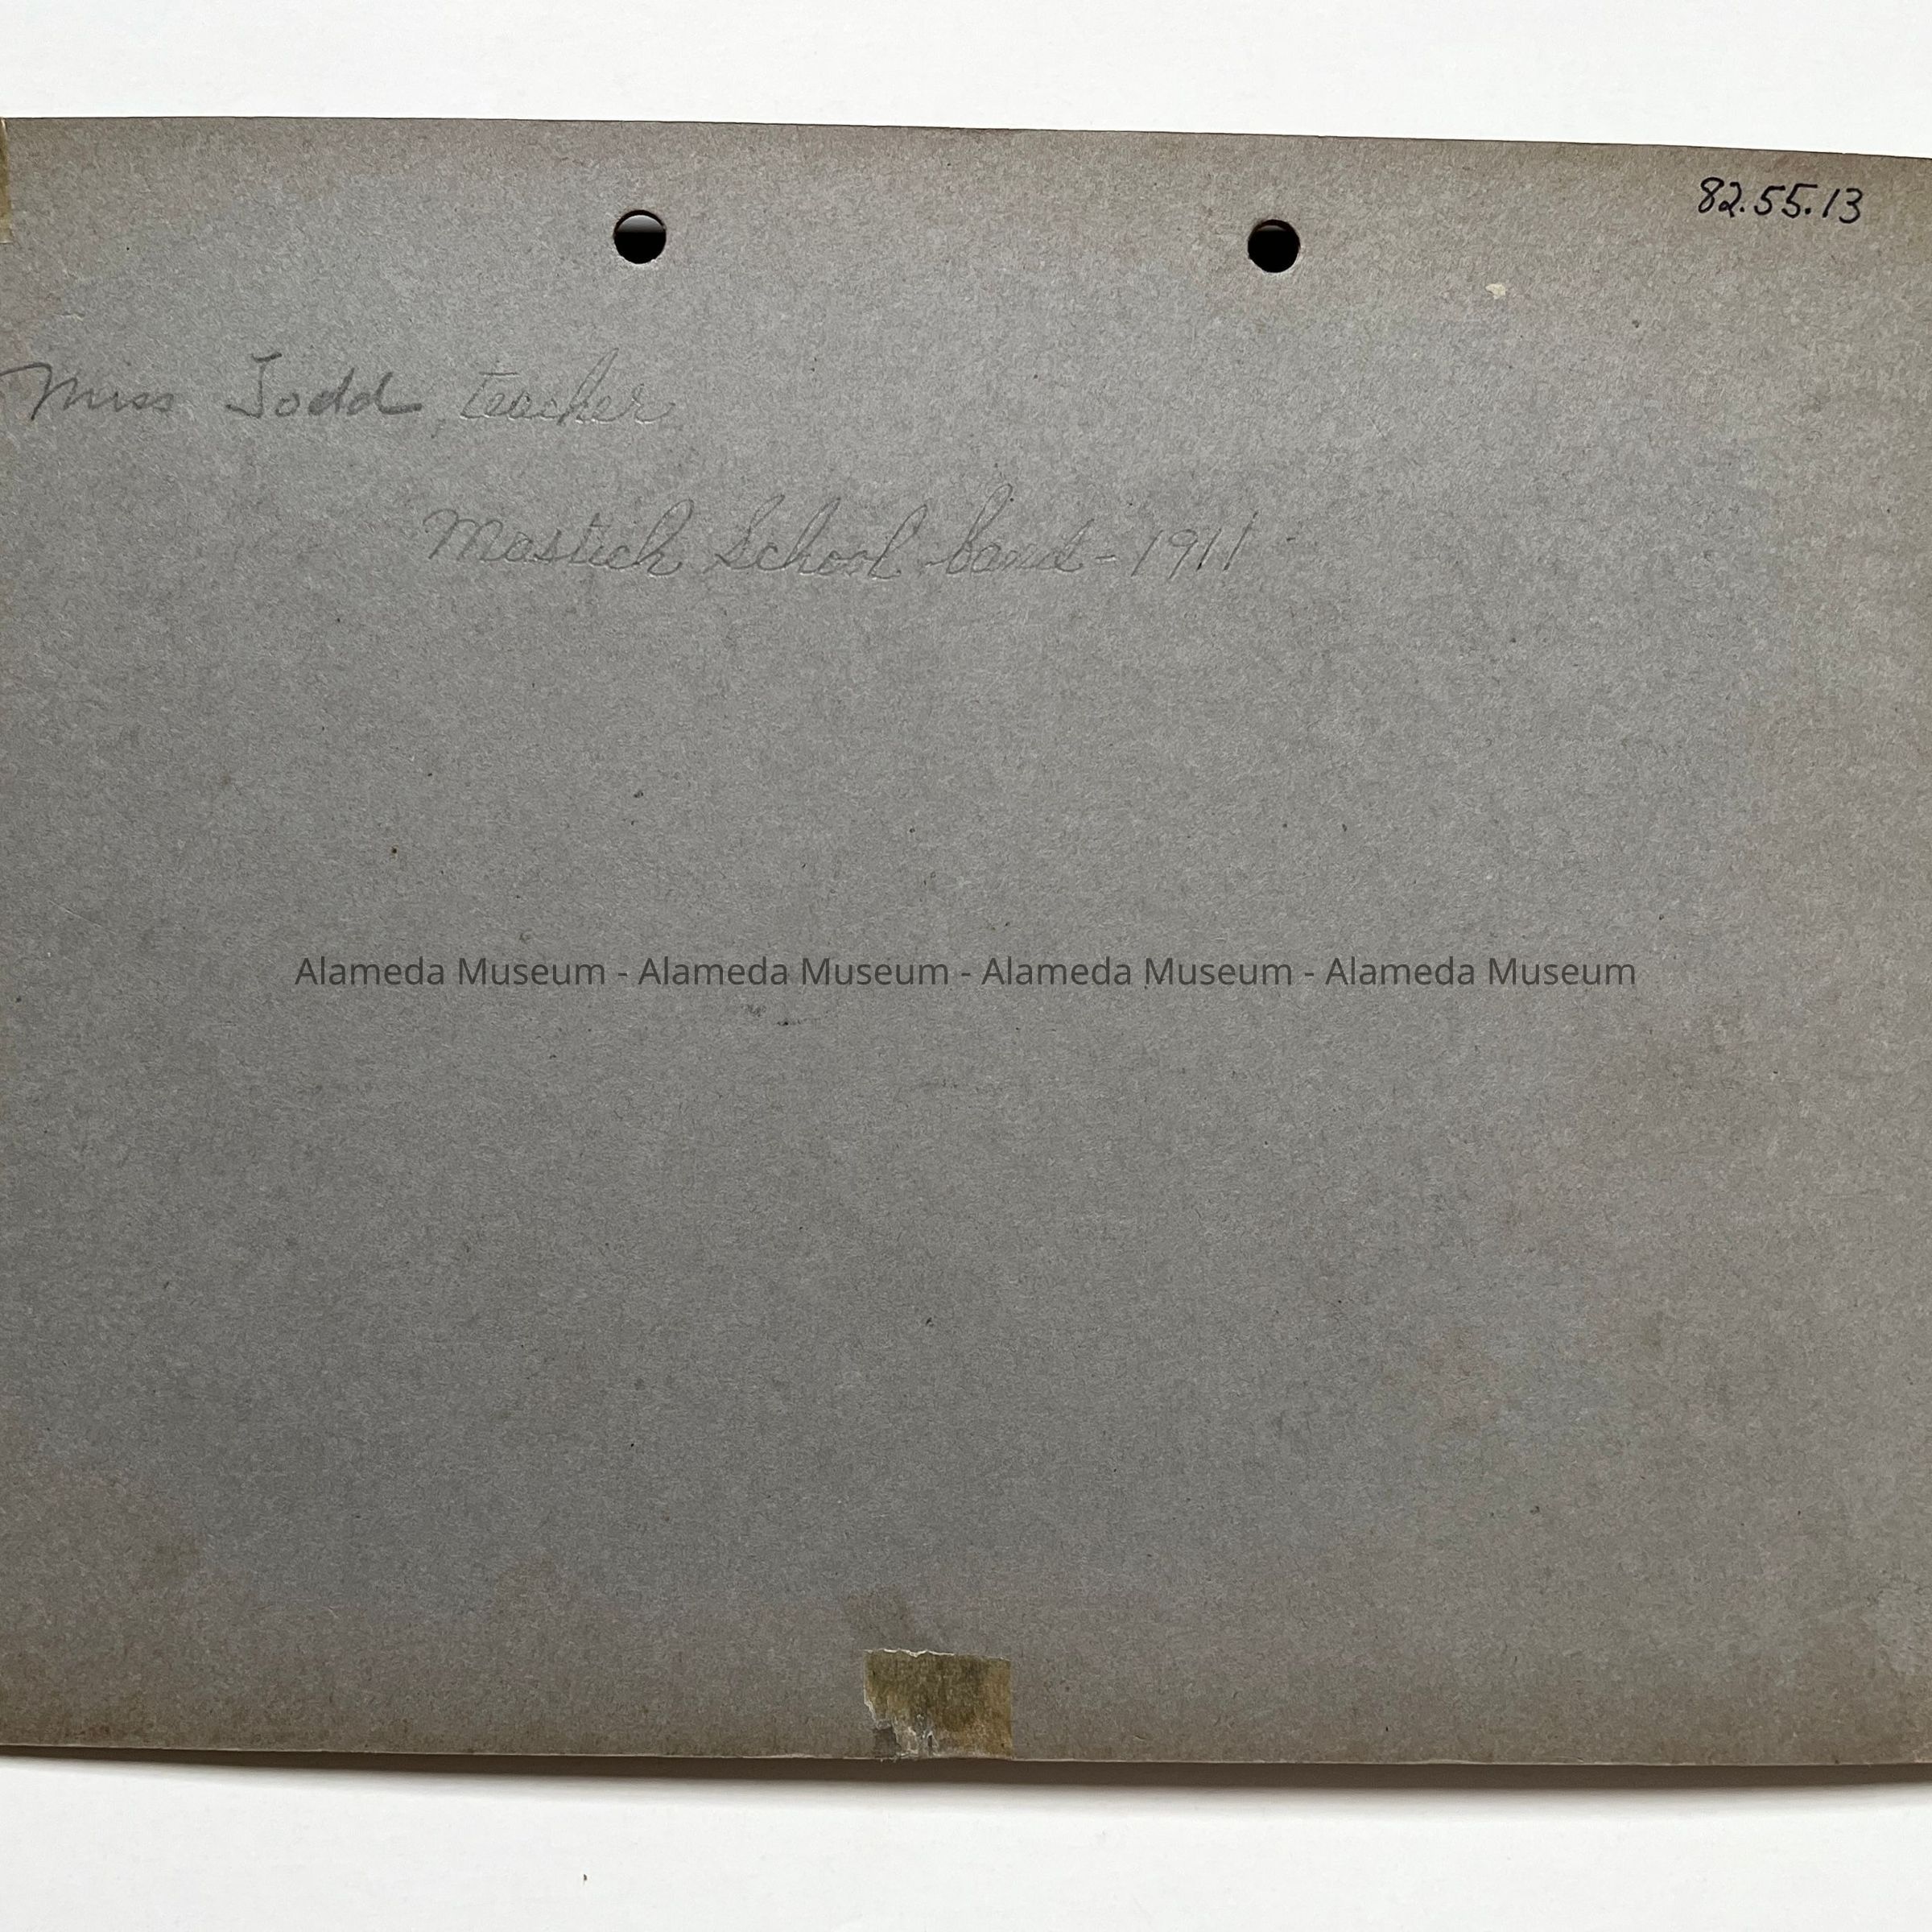 82.55.13
Miss Todd, teacher
Mastick School band - 1911
Alameda Museum - Alameda Museum - Alameda Museum - Alameda Museum